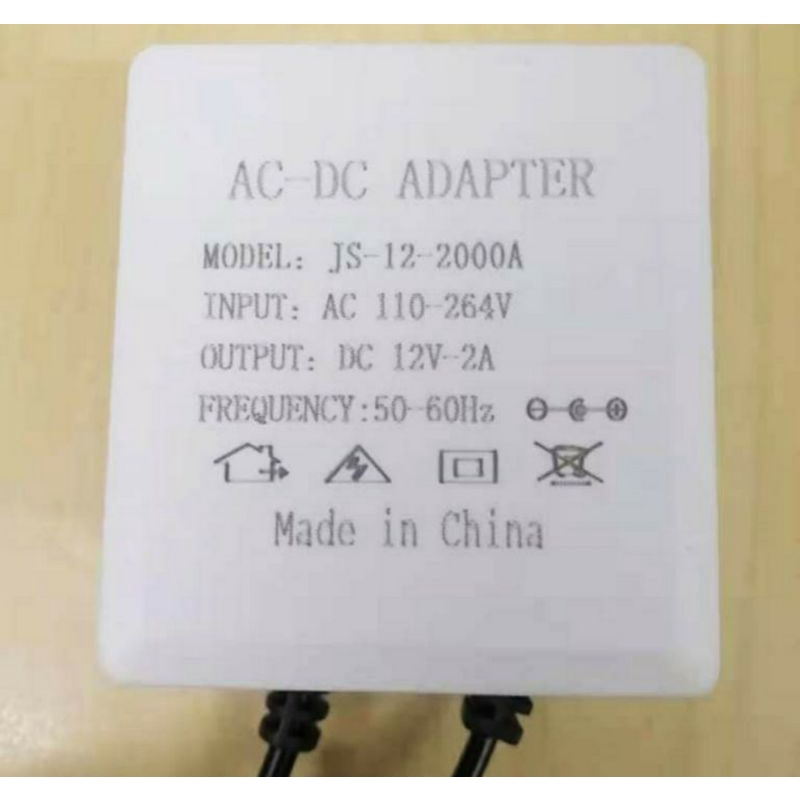 AC-DC ADAPTER
MODEL: JS-12-2000A
INPUT: AC 110-264V
OUTPUT: DC 12V-2A
FREQUENCY:50-60Hz
Made in China